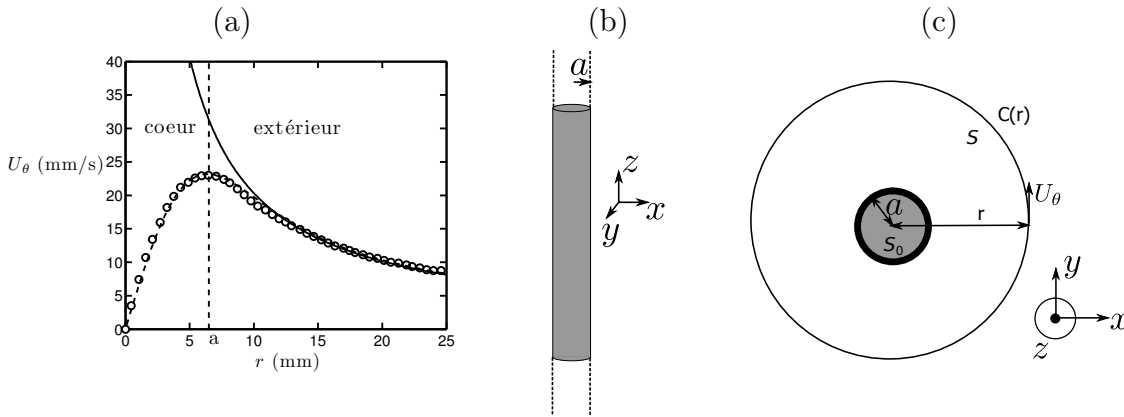 (a)
40
35
30
25
20
15
10
5
0
U_θ (mm/s)
coeur
extérieur
0 5 a 10 15 20 25
r (mm)
(b)
a
z
x
y
(c)
C(r)
S
U_θ
a
r
S_0
y
x
z